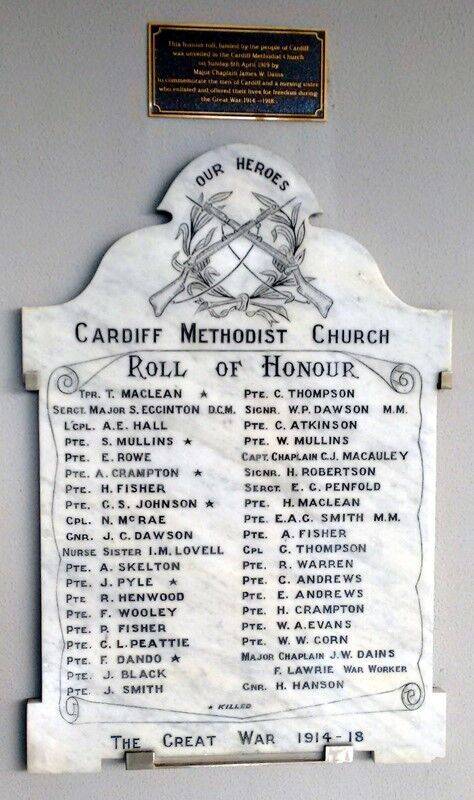 This honour roll, funded by the people of Cardiff
was unveiled in the Cardiff Methodist Church
on Sunday 6th April 1919 by
Major Chaplain James W. Dains
to commemorate the men of Cardiff and a nursing sister
who enlisted and offered their lives for freedom during
the Great War, 1914 - 1918.
OUR HEROES
CARDIFF METHODIST CHURCH
ROLL OF HONOUR
TPR. T. MACLEAN ★
SERGT. MAJOR S. ECCINTON D.C.M.
L'CPL. A.E. HALL
PTE. S. MULLINS ★
PTE. E. ROWE
PTE. A. CRAMPTON ★
PTE. H. FISHER
PTE. G. S. JOHNSON ★
CPL. N. McRAE
GNR. J. C. DAWSON
NURSE SISTER I.M. LOVELL
PTE. A. SKELTON
PTE. J. PYLE ★
PTE R. HENWOOD
PTE. F. WOOLEY
PTE. P. FISHER
PTE. C. L. PEATTIE
PTE. F. DANDO ★
PTE. J. BLACK
PTE. J. SMITH
PTE. C. THOMPSON
SIGNR. W.P. DAWSON M.M.
PTE. C. ATKINSON
PTE. W. MULLINS
CAPT. CHAPLAIN C.J. MACAULEY
SIGNR. H. ROBERTSON
SERGT. E. G. PENFOLD
PTE. H. MACLEAN
PTE. E.A.G. SMITH M.M.
PTE. A. FISHER
CPL G. THOMPSON
PTE. R. WARREN
PTE. C. ANDREWS
PTE. E. ANDREWS
PTE. H. CRAMPTON
PTE. W.A. EVANS
PTE. W. W. CORN
MAJOR CHAPLAIN J.W. DAINS
F. LAWRIE WAR WORKER
GNR. H. HANSON
★ KILLED
THE GREAT WAR 1914-18